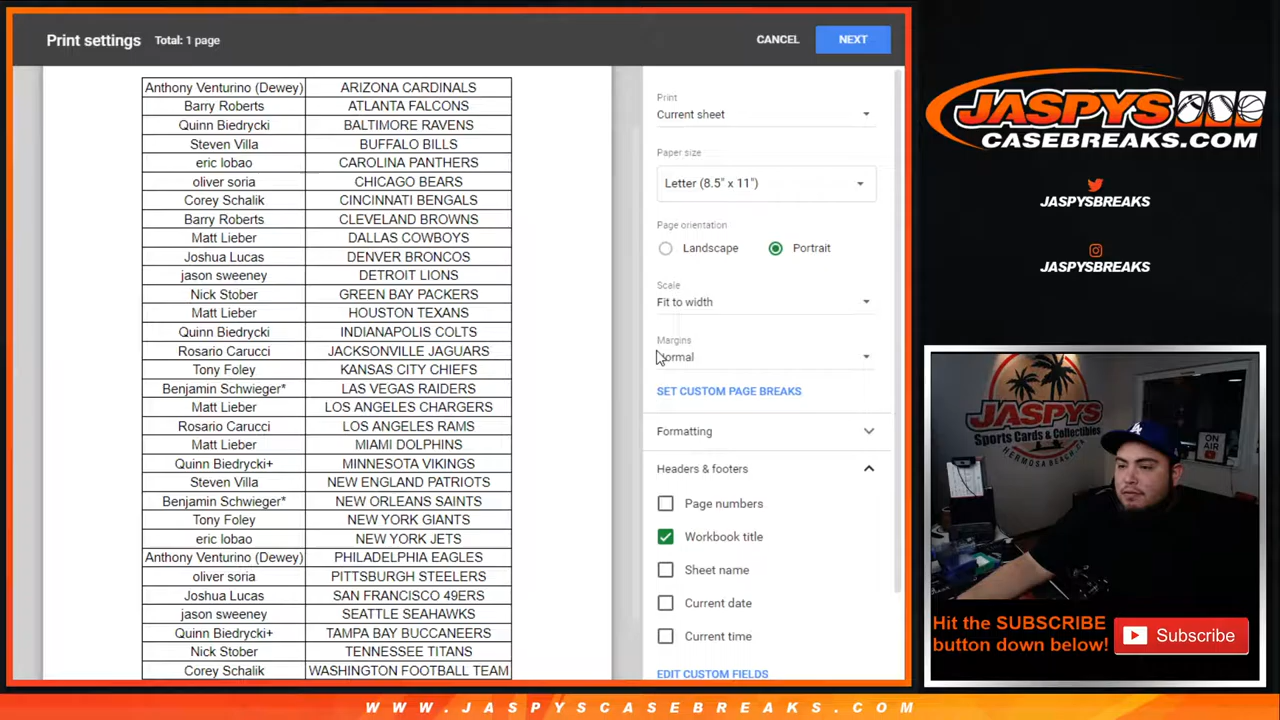 Print settings Total: 1 page CANCEL NEXT
Anthony Venturino (Dewey) ARIZONA CARDINALS
Barry Roberts ATLANTA FALCONS
Quinn Biedrycki BALTIMORE RAVENS
Steven Villa BUFFALO BILLS
eric lobao CAROLINA PANTHERS
oliver soria CHICAGO BEARS
Corey Schalik CINCINNATI BENGALS
Barry Roberts CLEVELAND BROWNS
Matt Lieber DALLAS COWBOYS
Joshua Lucas DENVER BRONCOS
jason sweeney DETROIT LIONS
Nick Stober GREEN BAY PACKERS
Matt Lieber HOUSTON TEXANS
Quinn Biedrycki INDIANAPOLIS COLTS
Rosario Carucci JACKSONVILLE JAGUARS
Tony Foley KANSAS CITY CHIEFS
Benjamin Schwieger* LAS VEGAS RAIDERS
Matt Lieber LOS ANGELES CHARGERS
Rosario Carucci LOS ANGELES RAMS
Matt Lieber MIAMI DOLPHINS
Quinn Biedrycki+ MINNESOTA VIKINGS
Steven Villa NEW ENGLAND PATRIOTS
Benjamin Schwieger* NEW ORLEANS SAINTS
Tony Foley NEW YORK GIANTS
eric lobao NEW YORK JETS
Anthony Venturino (Dewey) PHILADELPHIA EAGLES
oliver soria PITTSBURGH STEELERS
Joshua Lucas SAN FRANCISCO 49ERS
jason sweeney SEATTLE SEAHAWKS
Quinn Biedrycki+ TAMPA BAY BUCCANEERS
Nick Stober TENNESSEE TITANS
Corey Schalik WASHINGTON FOOTBALL TEAM
Print
Current sheet
Paper size
Letter (8.5" x 11")
Page orientation
Landscape Portrait
Scale
Fit to width
Margins
Normal
SET CUSTOM PAGE BREAKS
Formatting
Headers & footers
Page numbers
Workbook title
Sheet name
Current date
Current time
EDIT CUSTOM FIELDS
JASPYS
CASEBREAKS.COM
JASPYSBREAKS
JASPYSBREAKS
JASPYS
Sports Cards & Collectibles
HERMOSA BEACH, CA
ON AIR
Hit the SUBSCRIBE
button down below!
Subscribe
WWW.JASPYSCASEBREAKS.COM